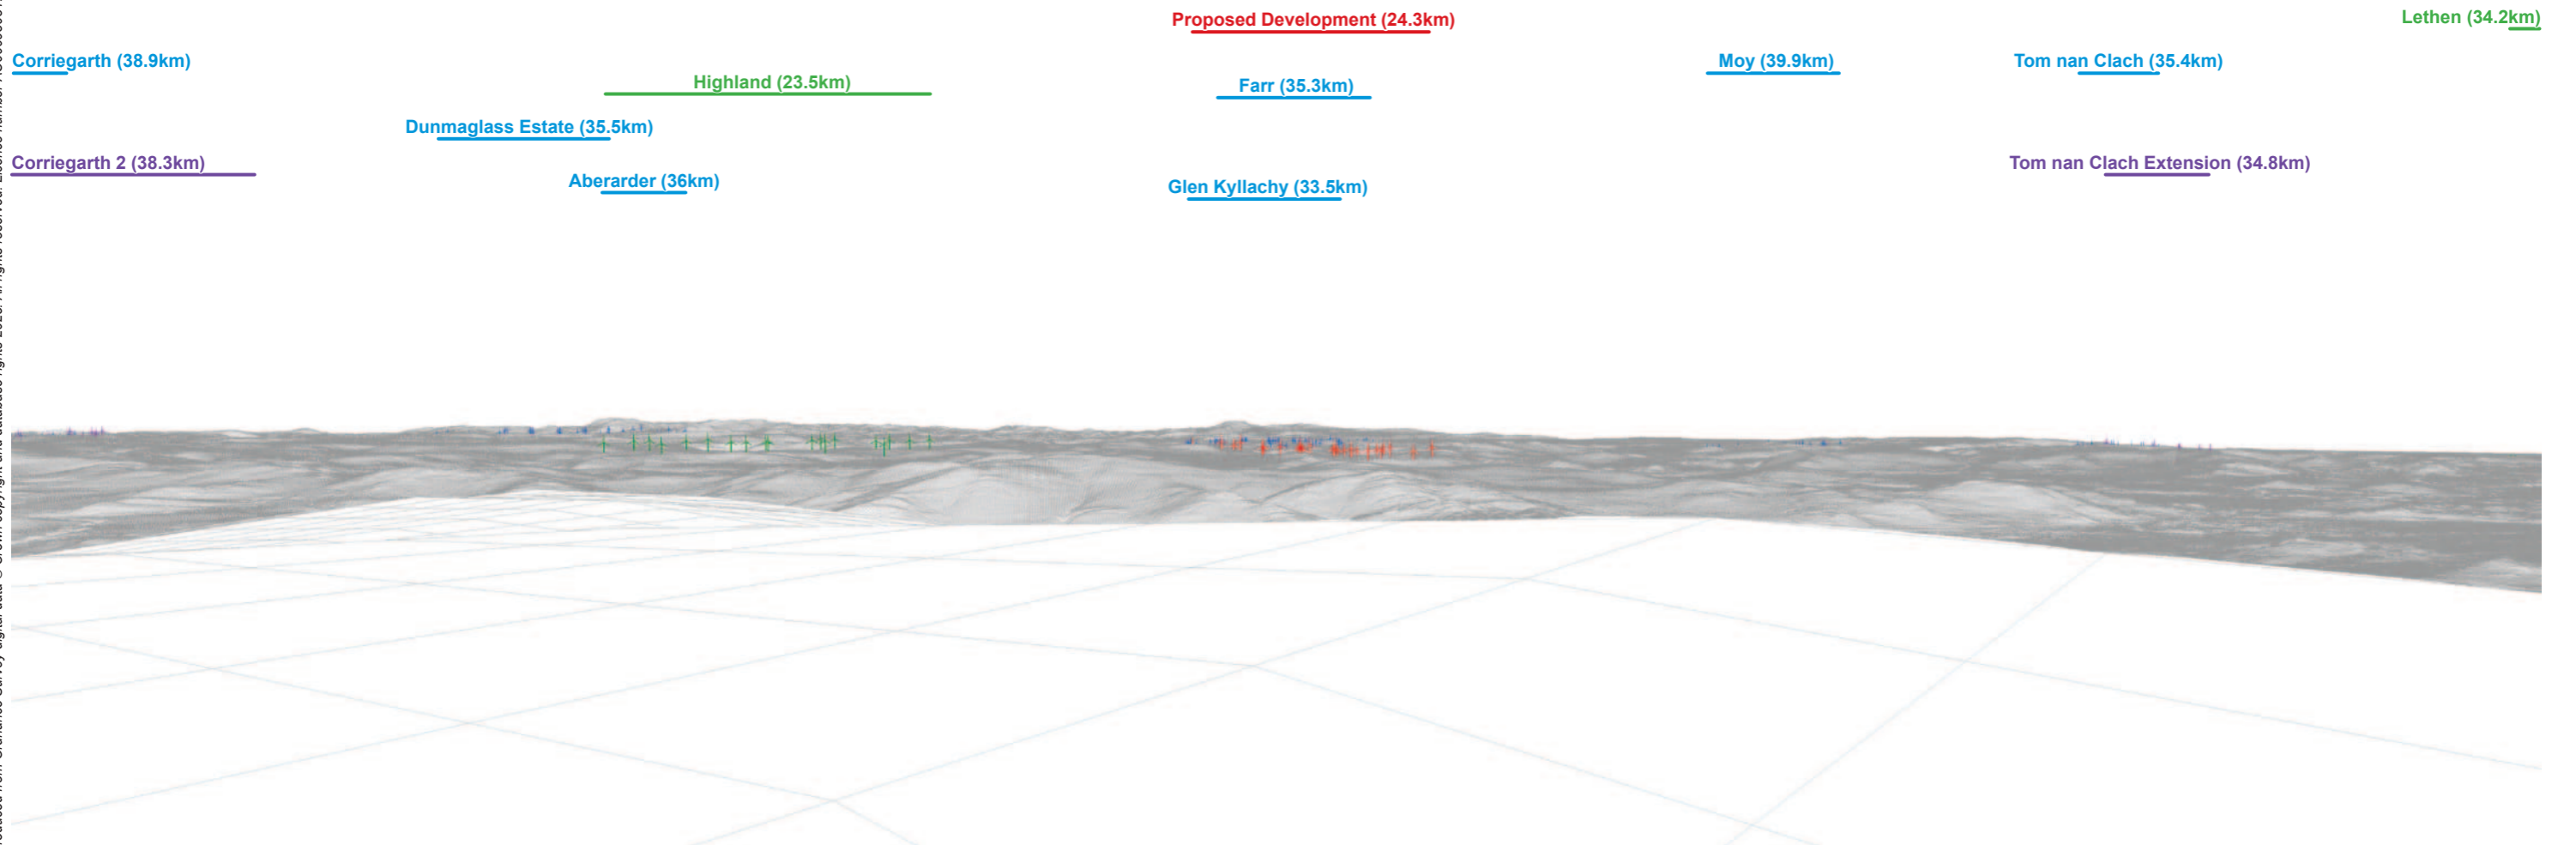 Proposed Development (24.3km)
Lethen (34.2km)
Corriegarth (38.9km)
Moy (39.9km)
Tom nan Clach (35.4km)
Highland (23.5km)
Farr (35.3km)
Dunmaglass Estate (35.5km)
Corriegarth 2 (38.3km)
Tom nan Clach Extension (34.8km)
Aberarder (36km)
Glen Kyllachy (33.5km)